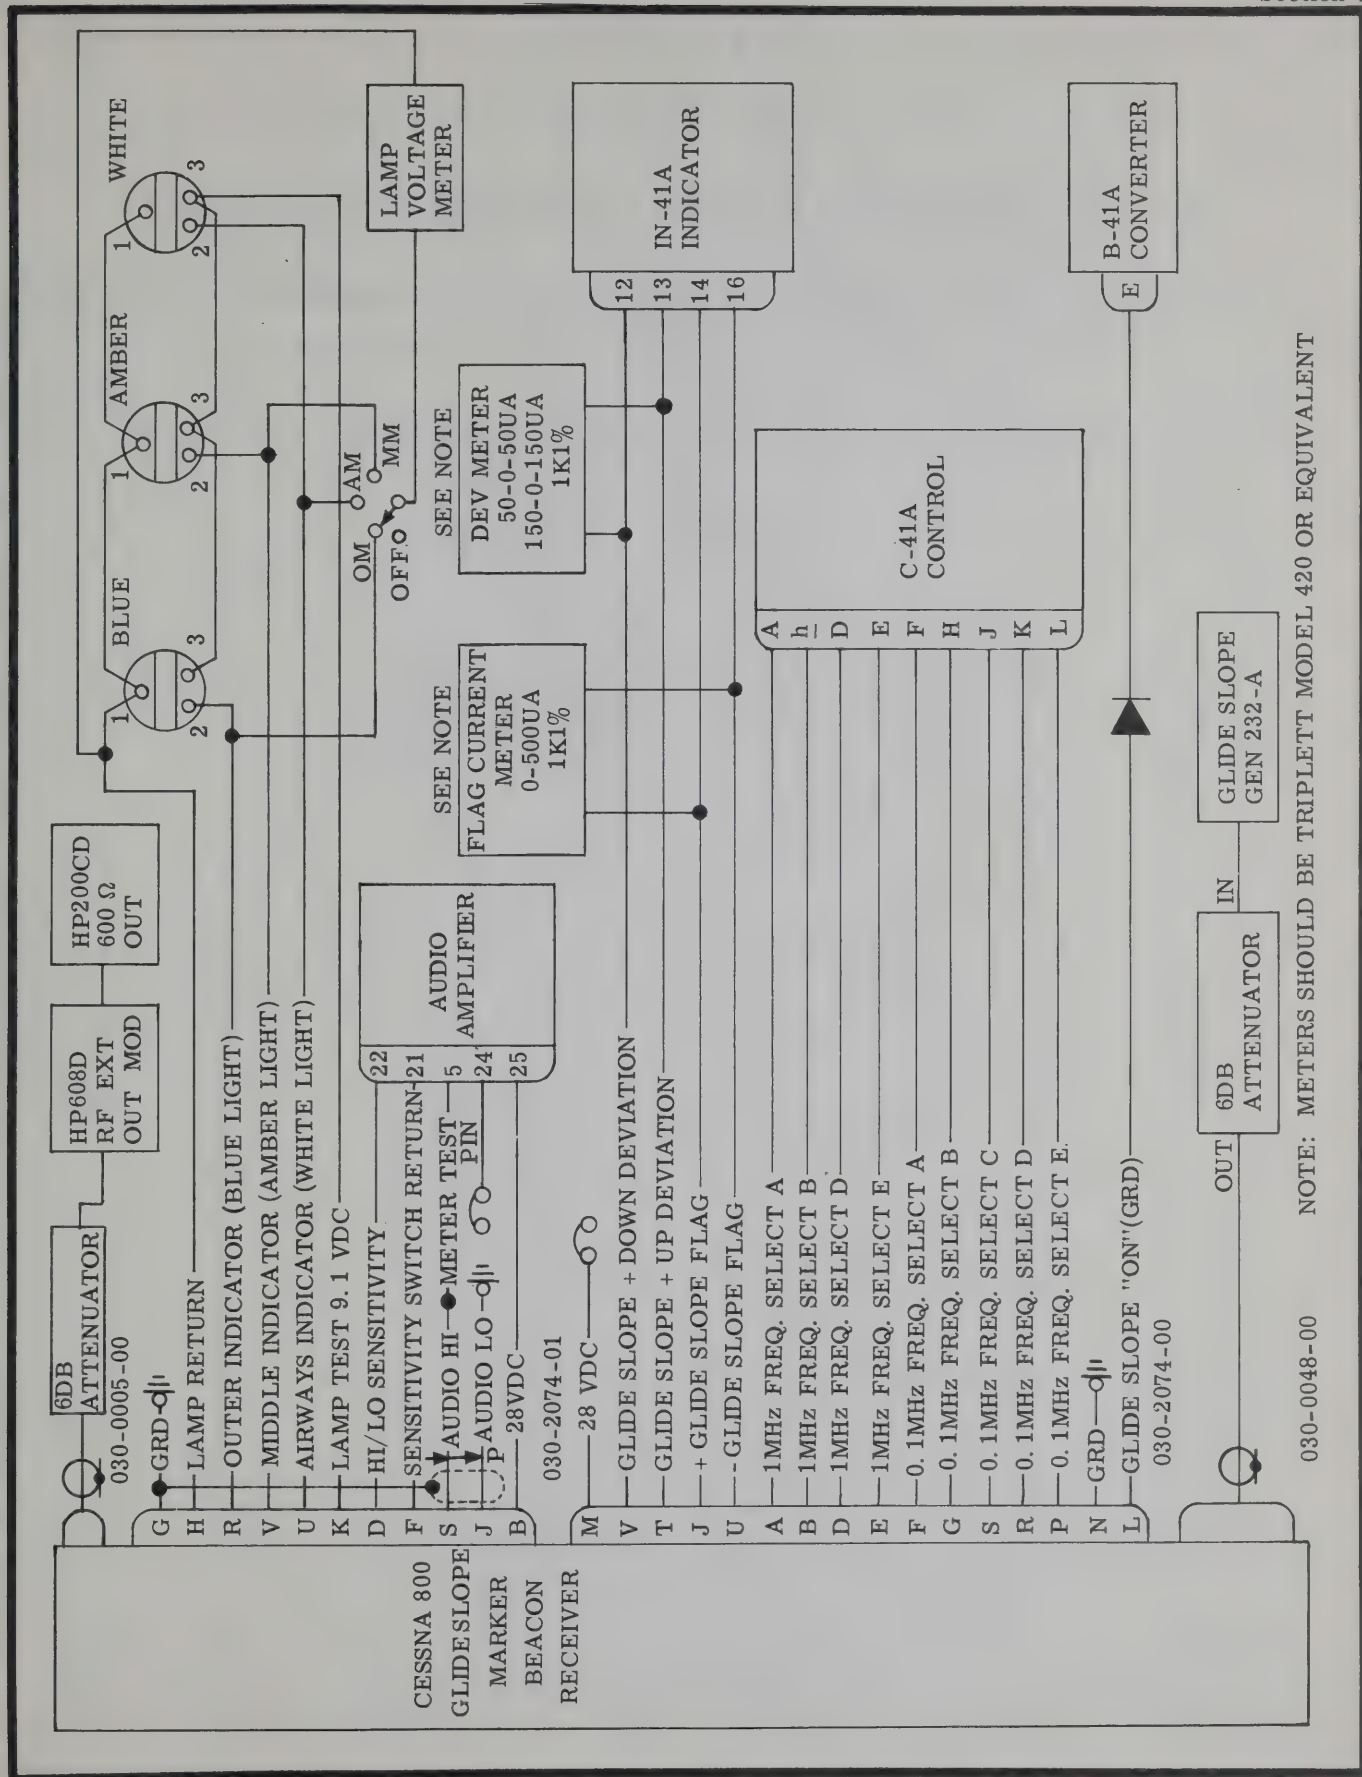 6DB
ATTENUATOR
030-0005-00
HP608D
RF EXT
OUT MOD
HP200CD
600 Ω
OUT
BLUE
1
2
3
AMBER
1
2
3
WHITE
1
2
3
LAMP
VOLTAGE
METER
OM
AM
MM
OFF
G GRD
H LAMP RETURN
R OUTER INDICATOR (BLUE LIGHT)
V MIDDLE INDICATOR (AMBER LIGHT)
U AIRWAYS INDICATOR (WHITE LIGHT)
K LAMP TEST 9.1 VDC
D HI/LO SENSITIVITY 22
F SENSITIVITY SWITCH RETURN 21
S AUDIO HI METER TEST 5
PIN
J P AUDIO LO 24
B 28VDC 25
AUDIO
AMPLIFIER
030-2074-01
CESSNA 800
GLIDESLOPE
MARKER
BEACON
RECEIVER
SEE NOTE
FLAG CURRENT
METER
0-500UA
1K1%
SEE NOTE
DEV METER
50-0-50UA
150-0-150UA
1K1%
M 28 VDC
V GLIDE SLOPE + DOWN DEVIATION 12
T GLIDE SLOPE + UP DEVIATION 13
J + GLIDE SLOPE FLAG 14
U - GLIDE SLOPE FLAG 16
IN-41A
INDICATOR
A 1MHz FREQ. SELECT A A
B 1MHz FREQ. SELECT B h
D 1MHz FREQ. SELECT D D
E 1MHz FREQ. SELECT E E
F 0.1MHz FREQ. SELECT A F
G 0.1MHz FREQ. SELECT B H
S 0.1MHz FREQ. SELECT C J
R 0.1MHz FREQ. SELECT D K
P 0.1MHz FREQ. SELECT E L
C-41A
CONTROL
N GRD
L GLIDE SLOPE "ON"(GRD) E
B-41A
CONVERTER
030-2074-00
OUT
6DB
ATTENUATOR
IN
GLIDE SLOPE
GEN 232-A
030-0048-00
NOTE: METERS SHOULD BE TRIPLETT MODEL 420 OR EQUIVALENT